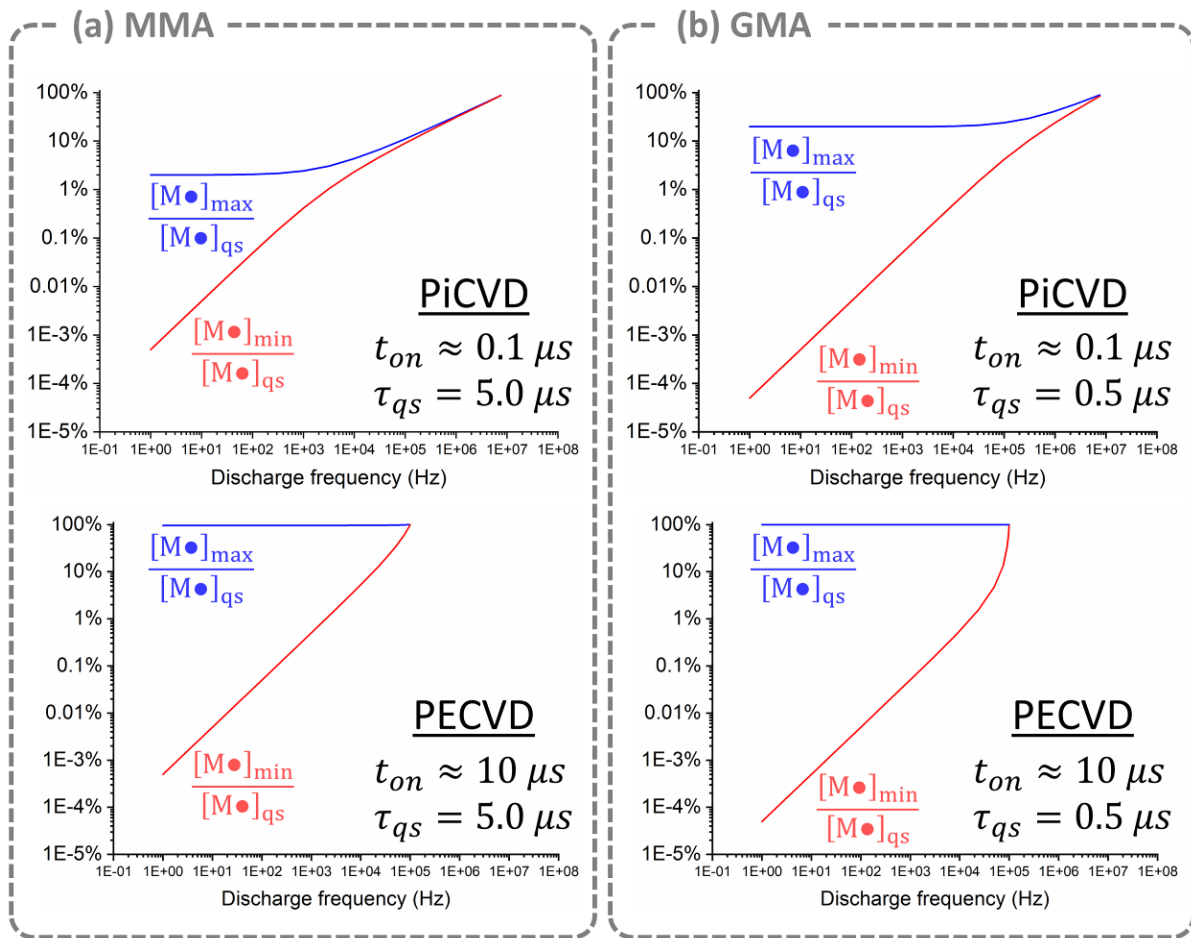 (a) MMA
100%
10%
1%
0.1%
0.01%
1E-3%
1E-4%
1E-5%
[M●]max
[M●]qs
[M●]min
[M●]qs
PiCVD
t_on ≈ 0.1 μs
τ_qs = 5.0 μs
1E-01 1E+00 1E+01 1E+02 1E+03 1E+04 1E+05 1E+06 1E+07 1E+08
Discharge frequency (Hz)
100%
10%
1%
0.1%
0.01%
1E-3%
1E-4%
1E-5%
[M●]max
[M●]qs
[M●]min
[M●]qs
PECVD
t_on ≈ 10 μs
τ_qs = 5.0 μs
1E-01 1E+00 1E+01 1E+02 1E+03 1E+04 1E+05 1E+06 1E+07 1E+08
Discharge frequency (Hz)
(b) GMA
100%
10%
1%
0.1%
0.01%
1E-3%
1E-4%
1E-5%
[M●]max
[M●]qs
[M●]min
[M●]qs
PiCVD
t_on ≈ 0.1 μs
τ_qs = 0.5 μs
1E-01 1E+00 1E+01 1E+02 1E+03 1E+04 1E+05 1E+06 1E+07 1E+08
Discharge frequency (Hz)
100%
10%
1%
0.1%
0.01%
1E-3%
1E-4%
1E-5%
[M●]max
[M●]qs
[M●]min
[M●]qs
PECVD
t_on ≈ 10 μs
τ_qs = 0.5 μs
1E-01 1E+00 1E+01 1E+02 1E+03 1E+04 1E+05 1E+06 1E+07 1E+08
Discharge frequency (Hz)